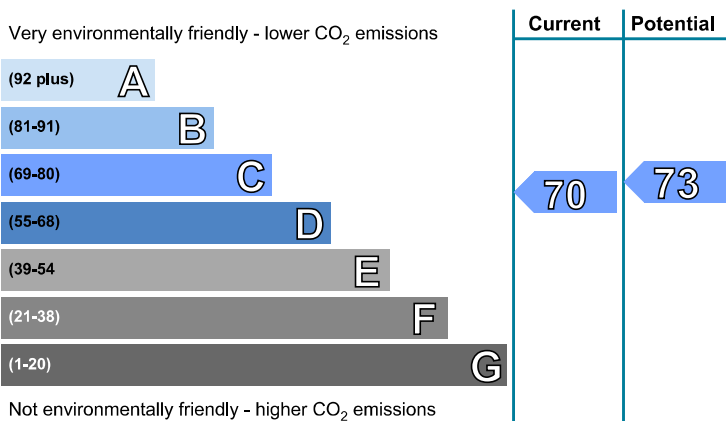 Very environmentally friendly - lower CO₂ emissions
Current
Potential
(92 plus) A
(81-91) B
(69-80) C
(55-68) D
(39-54 E
(21-38) F
(1-20) G
70
73
Not environmentally friendly - higher CO₂ emissions